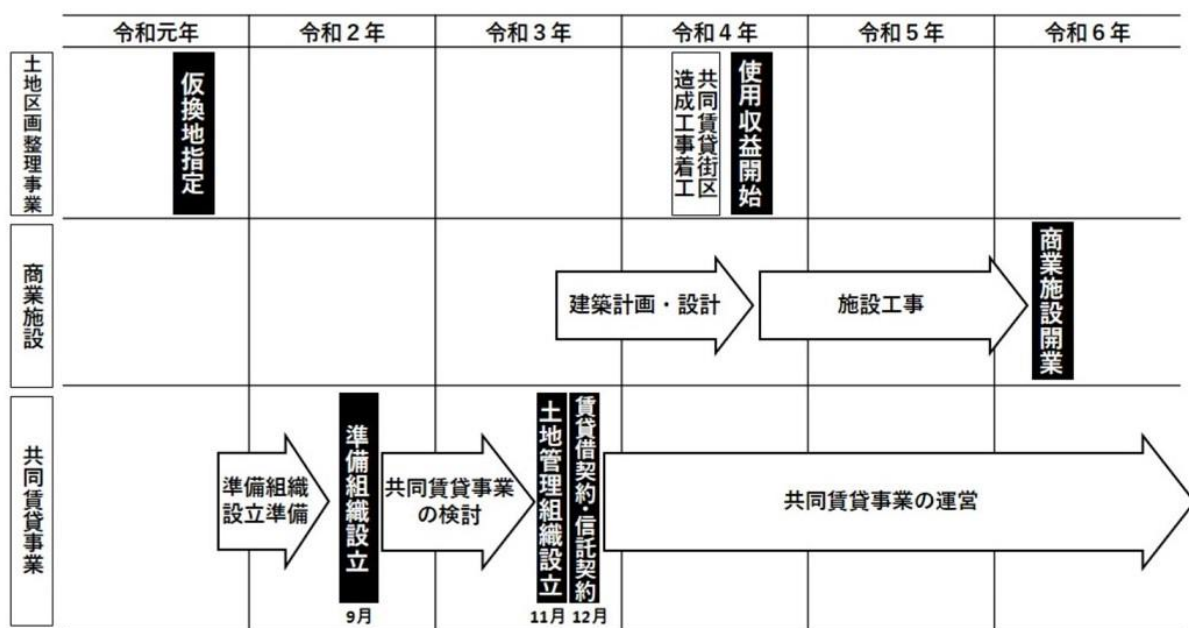 令和元年
令和２年
令和３年
令和４年
令和５年
令和６年
土地区画整理事業
仮換地指定
共同賃貸街区
造成工事着工
使用収益開始
商業施設
建築計画・設計
施設工事
商業施設開業
共同賃貸事業
準備組織
設立準備
準備組織設立
9月
共同賃貸事業
の検討
土地管理組織設立
11月
賃貸借契約・信託契約
12月
共同賃貸事業の運営